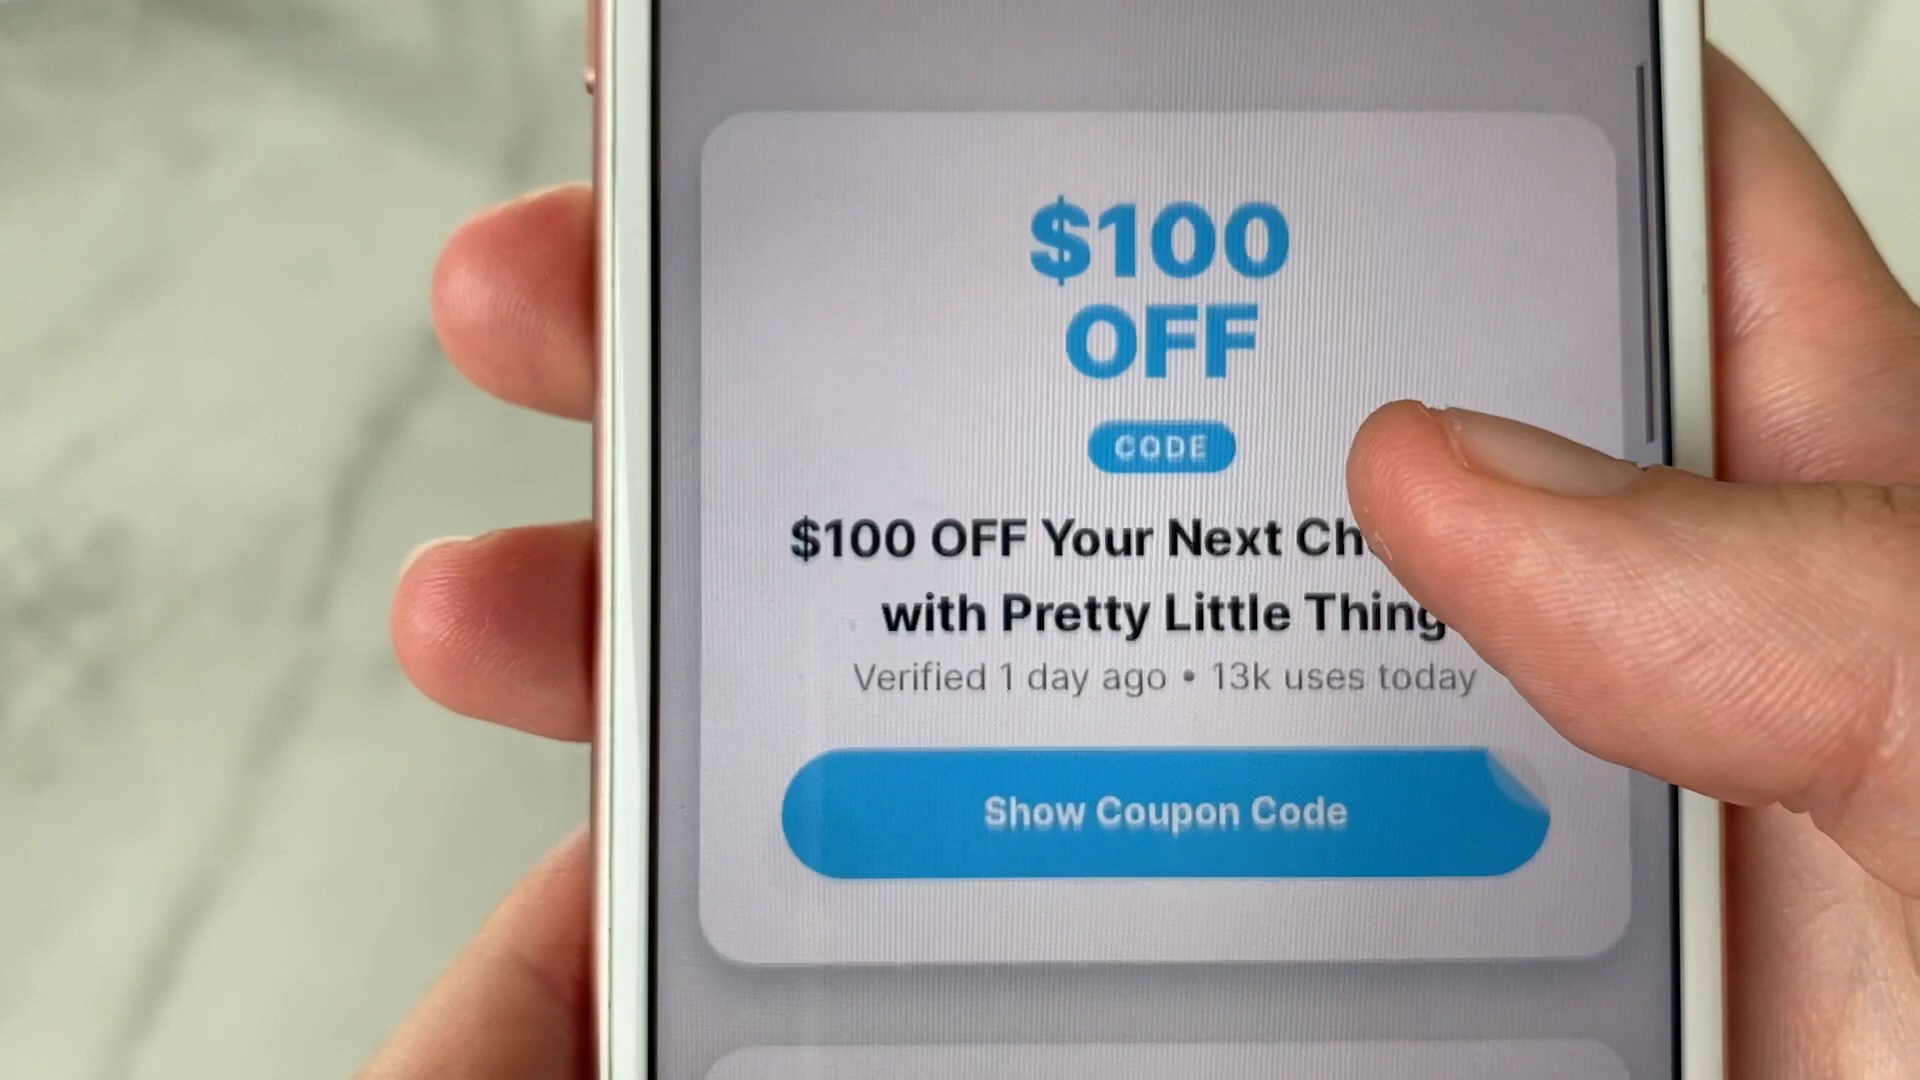 $100
OFF
CODE
$100 OFF Your Next
with Pretty Little Thing
Verified 1 day ago • 13k uses today
Show Coupon Code